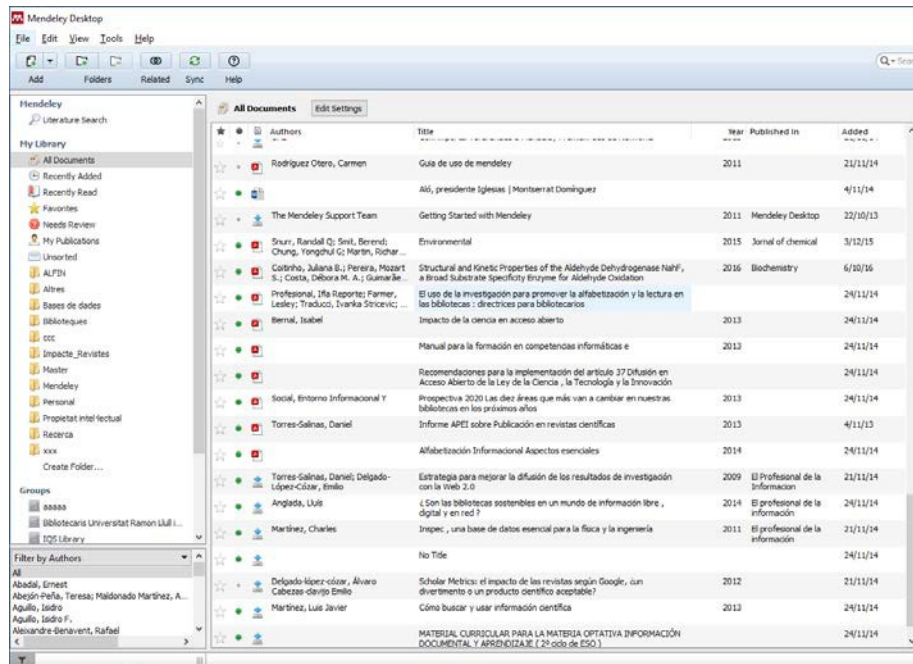 Mendeley Desktop
File Edit View Tools Help
Add Folders Related Sync Help
Mendeley
Literature Search
My Library
All Documents
Recently Added
Recently Read
Favorites
Needs Review
My Publications
Unsorted
ALFIN
Altres
Bases de dades
Biblioteques
ccc
Impacte_Revistes
Master
Mendeley
Personal
Propietat intel·lectual
Recerca
xxx
Create Folder...
Groups
aaaaa
Bibliotecaris Universitat Ramon Llull i...
IQS Library
Filter by Authors
All
Abadal, Ernest
Abejón-Peña, Teresa; Maldonado Martínez, A...
Aguillo, Isidro
Aguillo, Isidro F.
Aleixandre-Benavent, Rafael
All Documents Edit Settings
Authors Title Year Published In Added
Rodríguez Otero, Carmen Guia de uso de mendeley 2011 21/11/14
Aló, presidente Iglesias | Montserrat Domínguez 4/11/14
The Mendeley Support Team Getting Started with Mendeley 2011 Mendeley Desktop 22/10/13
Snurr, Randall Q; Smit, Berend; Environmental 2015 Jornal of chemical 3/12/15
Chung, Yongchul G; Martin, Richar...
Coitinho, Juliana B.; Pereira, Mozart Structural and Kinetic Properties of the Aldehyde Dehydrogenase NahF, 2016 Biochemistry 6/10/16
S.; Costa, Débora M. A.; Guimarãe... a Broad Substrate Specificity Enzyme for Aldehyde Oxidation
Profesional, Ifla Reporte; Farmer, El uso de la investigación para promover la alfabetización y la lectura en 24/11/14
Lesley; Traducci, Ivanka Stricevic; ... las bibliotecas : directrices para bibliotecarios
Bernal, Isabel Impacto de la ciencia en acceso abierto 2013 24/11/14
Manual para la formación en competencias informáticas e 2013 24/11/14
Recomendaciones para la implementación del artículo 37 Difusión en 24/11/14
Acceso Abierto de la Ley de la Ciencia , la Tecnología y la Innovación
Social, Entorno Informacional Y Prospectiva 2020 Las diez áreas que más van a cambiar en nuestras 2013 24/11/14
bibliotecas en los próximos años
Torres-Salinas, Daniel Informe APEI sobre Publicación en revistas científicas 2013 4/11/13
Alfabetización Informacional Aspectos esenciales 2014 24/11/14
Torres-Salinas, Daniel; Delgado- Estrategia para mejorar la difusión de los resultados de investigación 2009 El Profesional de la 21/11/14
López-Cózar, Emilio con la Web 2.0 Informacion
Anglada, Lluís ¿ Son las bibliotecas sostenibles en un mundo de información libre , 2014 El profesional de la 24/11/14
digital y en red ? información
Martínez, Charles Inspec , una base de datos esencial para la física y la ingeniería 2011 El profesional de la 21/11/14
información
No Title 24/11/14
Delgado-lópez-cózar, Álvaro Scholar Metrics: el impacto de las revistas según Google, ¿un 2012 21/11/14
Cabezas-clavijo Emilio divertimento o un producto científico aceptable?
Martínez, Luis Javier Cómo buscar y usar información científica 2013 24/11/14
MATERIAL CURRICULAR PARA LA MATERIA OPTATIVA INFORMACIÓN 24/11/14
DOCUMENTAL Y APRENDIZAJE ( 2º ciclo de ESO )